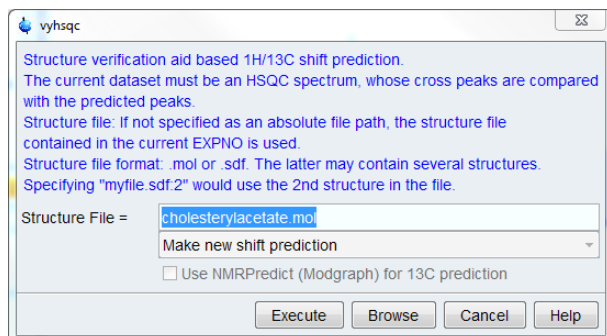 vyhsqc
Structure verification aid based 1H/13C shift prediction.
The current dataset must be an HSQC spectrum, whose cross peaks are compared
with the predicted peaks.
Structure file: If not specified as an absolute file path, the structure file
contained in the current EXPNO is used.
Structure file format: .mol or .sdf. The latter may contain several structures.
Specifying "myfile.sdf:2" would use the 2nd structure in the file.
Structure File = cholesterylacetate.mol
Make new shift prediction
Use NMRPredict (Modgraph) for 13C prediction
Execute Browse Cancel Help